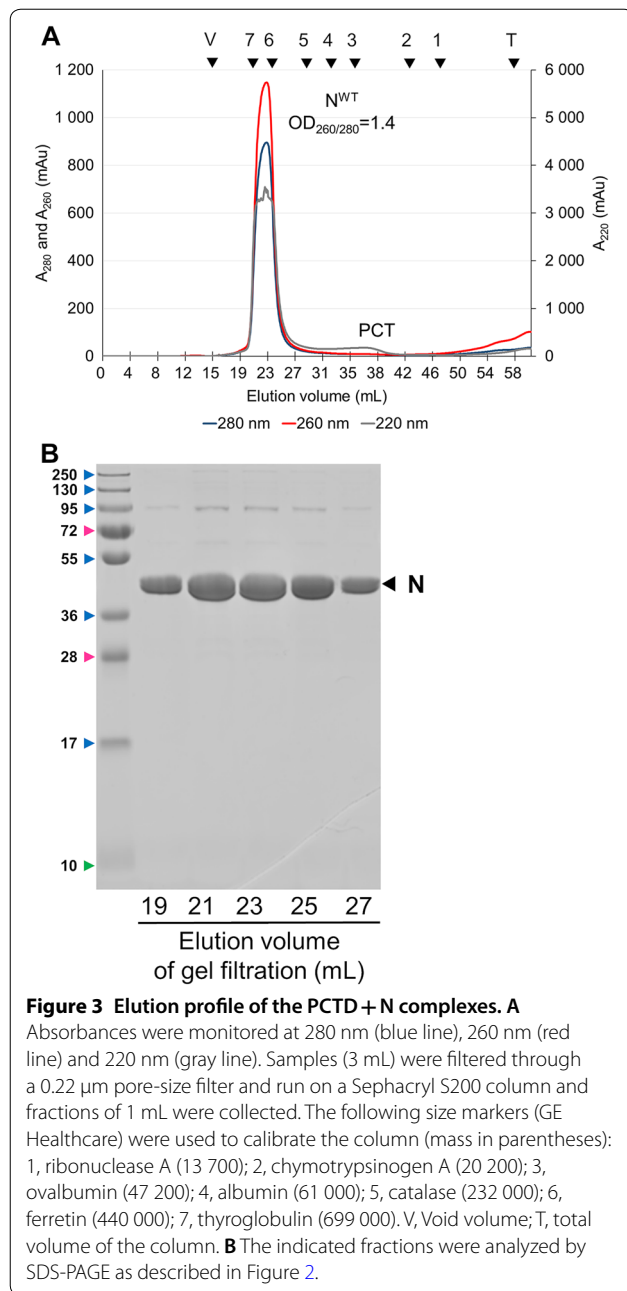 A
V 7 6 5 4 3 2 1 T
1 200
1 000
800
600
400
200
0
A280 and A260 (mAu)
6 000
5 000
4 000
3 000
2 000
1 000
0
A220 (mAu)
NWT
OD260/280=1.4
PCT
0 4 8 12 15 19 23 27 31 35 38 42 46 50 54 58
Elution volume (mL)
280 nm 260 nm 220 nm
B
250
130
95
72
55
36
28
17
10
N
19 21 23 25 27
Elution volume
of gel filtration (mL)
Figure 3 Elution profile of the PCTD + N complexes. A
Absorbances were monitored at 280 nm (blue line), 260 nm (red
line) and 220 nm (gray line). Samples (3 mL) were filtered through
a 0.22 µm pore-size filter and run on a Sephacryl S200 column and
fractions of 1 mL were collected. The following size markers (GE
Healthcare) were used to calibrate the column (mass in parentheses):
1, ribonuclease A (13 700); 2, chymotrypsinogen A (20 200); 3,
ovalbumin (47 200); 4, albumin (61 000); 5, catalase (232 000); 6,
ferretin (440 000); 7, thyroglobulin (699 000). V, Void volume; T, total
volume of the column. B The indicated fractions were analyzed by
SDS-PAGE as described in Figure 2.